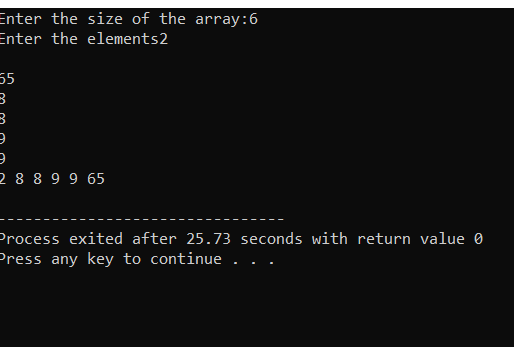 Enter the size of the array:6
Enter the elements2
65
8
8
9
9
2 8 8 9 9 65
--------------------------------
Process exited after 25.73 seconds with return value 0
Press any key to continue . . .